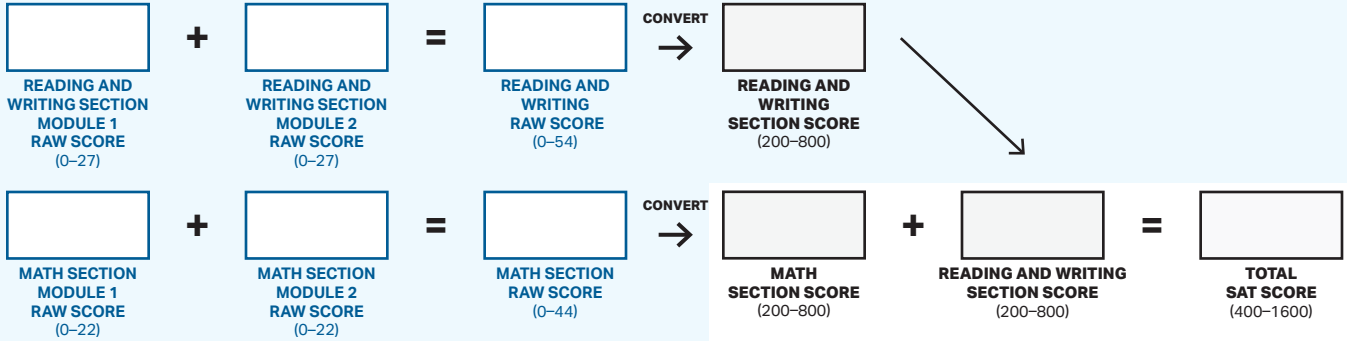 + = CONVERT →
READING AND
WRITING SECTION
MODULE 1
RAW SCORE
(0–27)
READING AND
WRITING SECTION
MODULE 2
RAW SCORE
(0–27)
READING AND
WRITING
RAW SCORE
(0–54)
READING AND
WRITING
SECTION SCORE
(200–800)
+ = CONVERT → + =
MATH SECTION
MODULE 1
RAW SCORE
(0–22)
MATH SECTION
MODULE 2
RAW SCORE
(0–22)
MATH SECTION
RAW SCORE
(0–44)
MATH
SECTION SCORE
(200–800)
READING AND WRITING
SECTION SCORE
(200–800)
TOTAL
SAT SCORE
(400–1600)